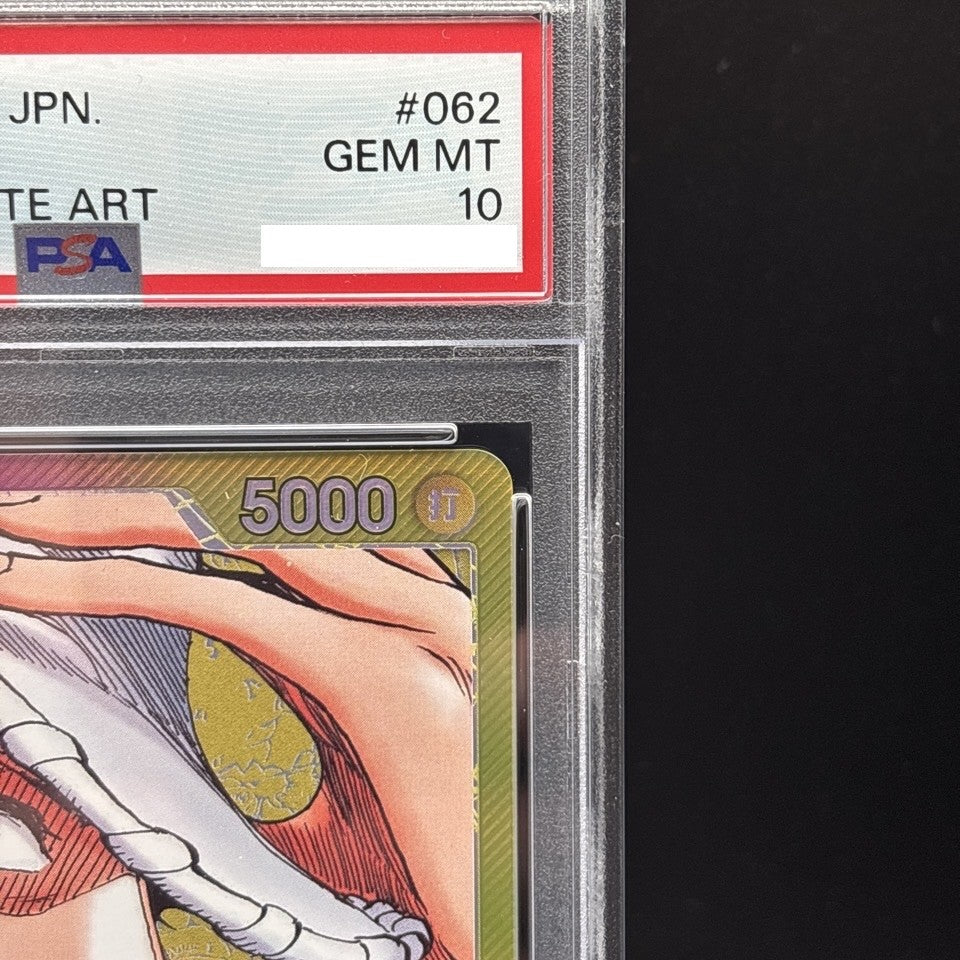 JPN. #062
GEM MT
TE ART 10
PSA
5000 打